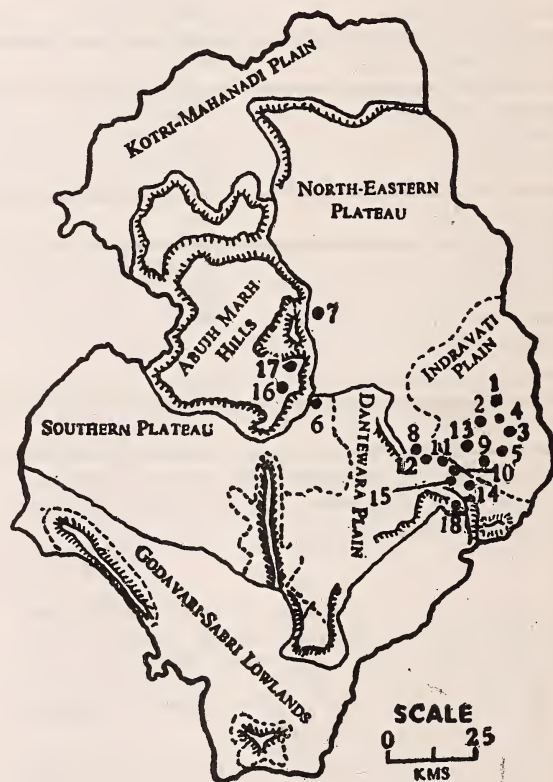 KOTRI-MAHANADI PLAIN
NORTH-EASTERN
PLATEAU
ABUJH MARH
HILLS
7
17
16
6
INDRAVATI
PLAIN
1
2
4
3
SOUTHERN PLATEAU
DANTEWARA PLAIN
8
13
9
5
12
11
10
15
14
18
GODAVARI-SABRI LOWLANDS
SCALE
0 25
KMS